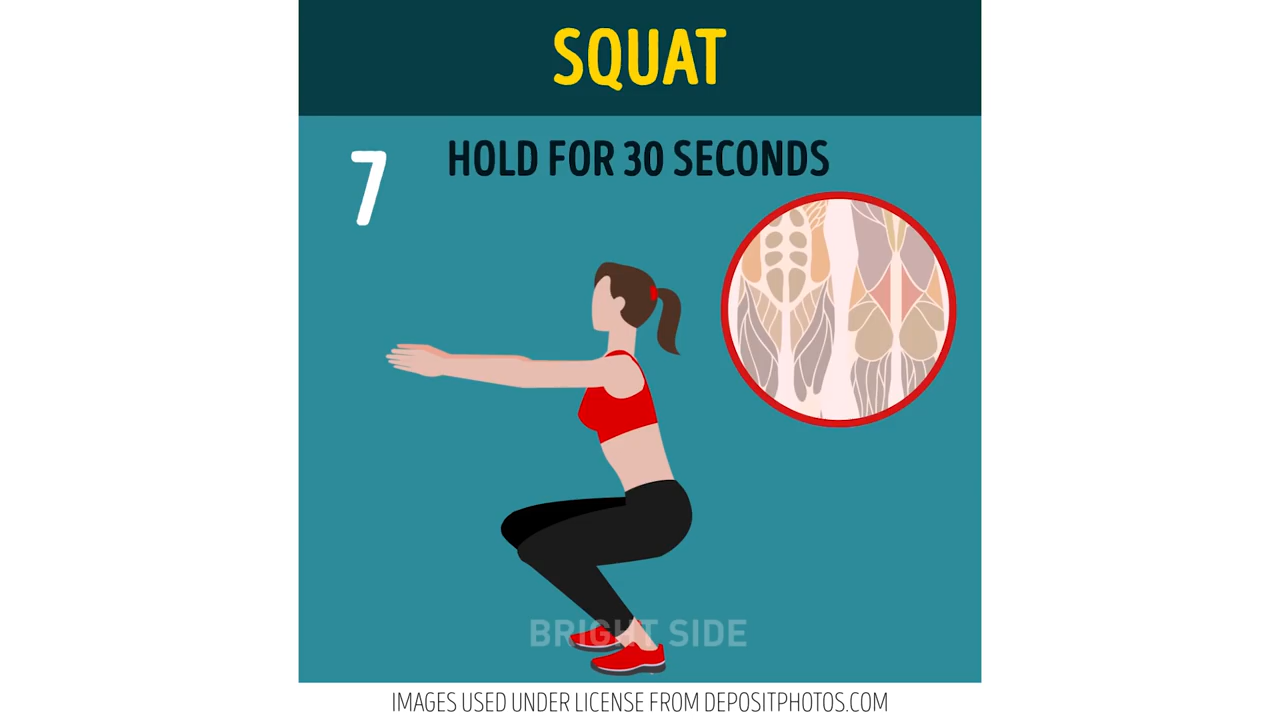 SQUAT
7
HOLD FOR 30 SECONDS
BRIGHT SIDE
IMAGES USED UNDER LICENSE FROM DEPOSITPHOTOS.COM